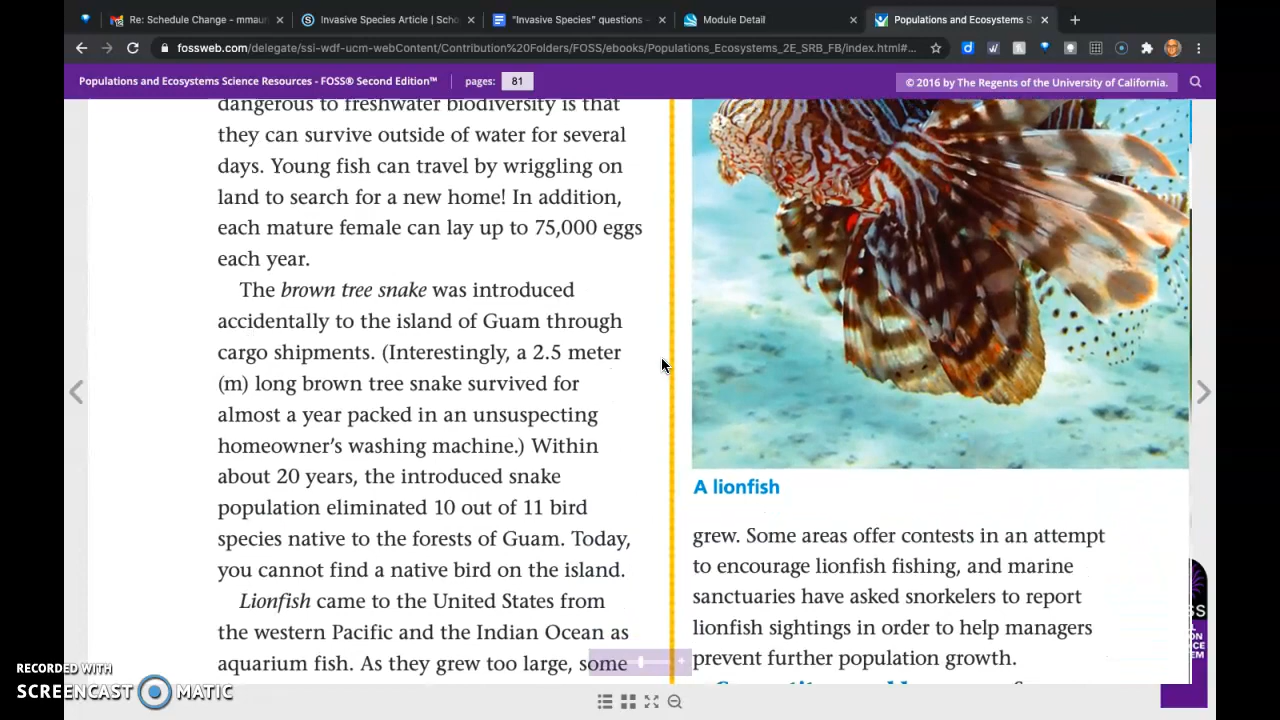 Re: Schedule Change - mmau
Invasive Species Article | Scho
"Invasive Species" questions -
Module Detail
Populations and Ecosystems S
fossweb.com/delegate/ssi-wdf-ucm-webContent/Contribution%20Folders/FOSS/ebooks/Populations_Ecosystems_2E_SRB_FB/index.html#...
Populations and Ecosystems Science Resources - FOSS® Second Edition™
pages: 81
© 2016 by The Regents of the University of California.
dangerous to freshwater biodiversity is that
they can survive outside of water for several
days. Young fish can travel by wriggling on
land to search for a new home! In addition,
each mature female can lay up to 75,000 eggs
each year.
The brown tree snake was introduced
accidentally to the island of Guam through
cargo shipments. (Interestingly, a 2.5 meter
(m) long brown tree snake survived for
almost a year packed in an unsuspecting
homeowner's washing machine.) Within
about 20 years, the introduced snake
population eliminated 10 out of 11 bird
species native to the forests of Guam. Today,
you cannot find a native bird on the island.
Lionfish came to the United States from
the western Pacific and the Indian Ocean as
aquarium fish. As they grew too large, some
A lionfish
grew. Some areas offer contests in an attempt
to encourage lionfish fishing, and marine
sanctuaries have asked snorkelers to report
lionfish sightings in order to help managers
prevent further population growth.
RECORDED WITH
SCREENCAST MATIC